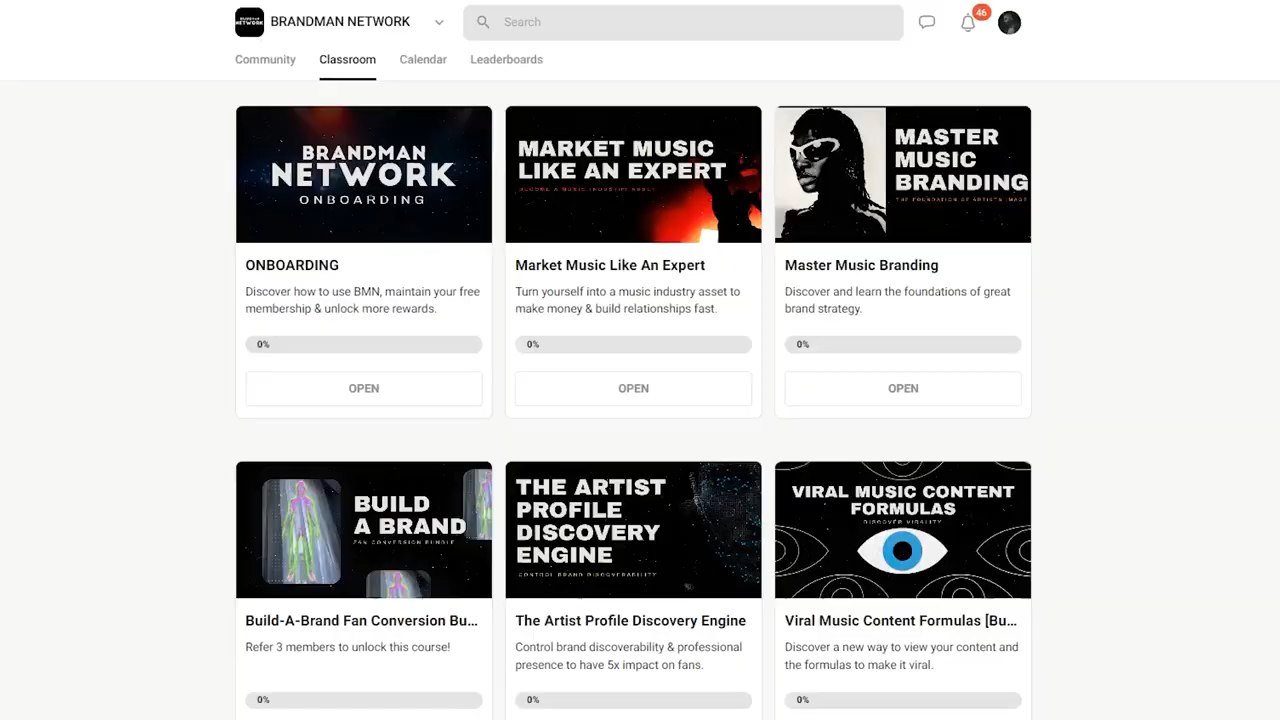 BRANDMAN NETWORK
Search
46
Community
Classroom
Calendar
Leaderboards
BRANDMAN
NETWORK
ONBOARDING
MARKET MUSIC
LIKE AN EXPERT
MASTER
MUSIC
BRANDING
THE FOUNDATION OF ARTISTS IMAGE
ONBOARDING
Discover how to use BMN, maintain your free
membership & unlock more rewards.
0%
OPEN
Market Music Like An Expert
Turn yourself into a music industry asset to
make money & build relationships fast.
0%
OPEN
Master Music Branding
Discover and learn the foundations of great
brand strategy.
0%
OPEN
BUILD
A BRAND
FAN CONVERSION BUNDLE
THE ARTIST
PROFILE
DISCOVERY
ENGINE
CONTROL BRAND DISCOVERABILITY
VIRAL MUSIC CONTENT
FORMULAS
DISCOVER VIRALITY
Build-A-Brand Fan Conversion Bu...
Refer 3 members to unlock this course!
0%
The Artist Profile Discovery Engine
Control brand discoverability & professional
presence to have 5x impact on fans.
0%
Viral Music Content Formulas [Bu...
Discover a new way to view your content and
the formulas to make it viral.
0%